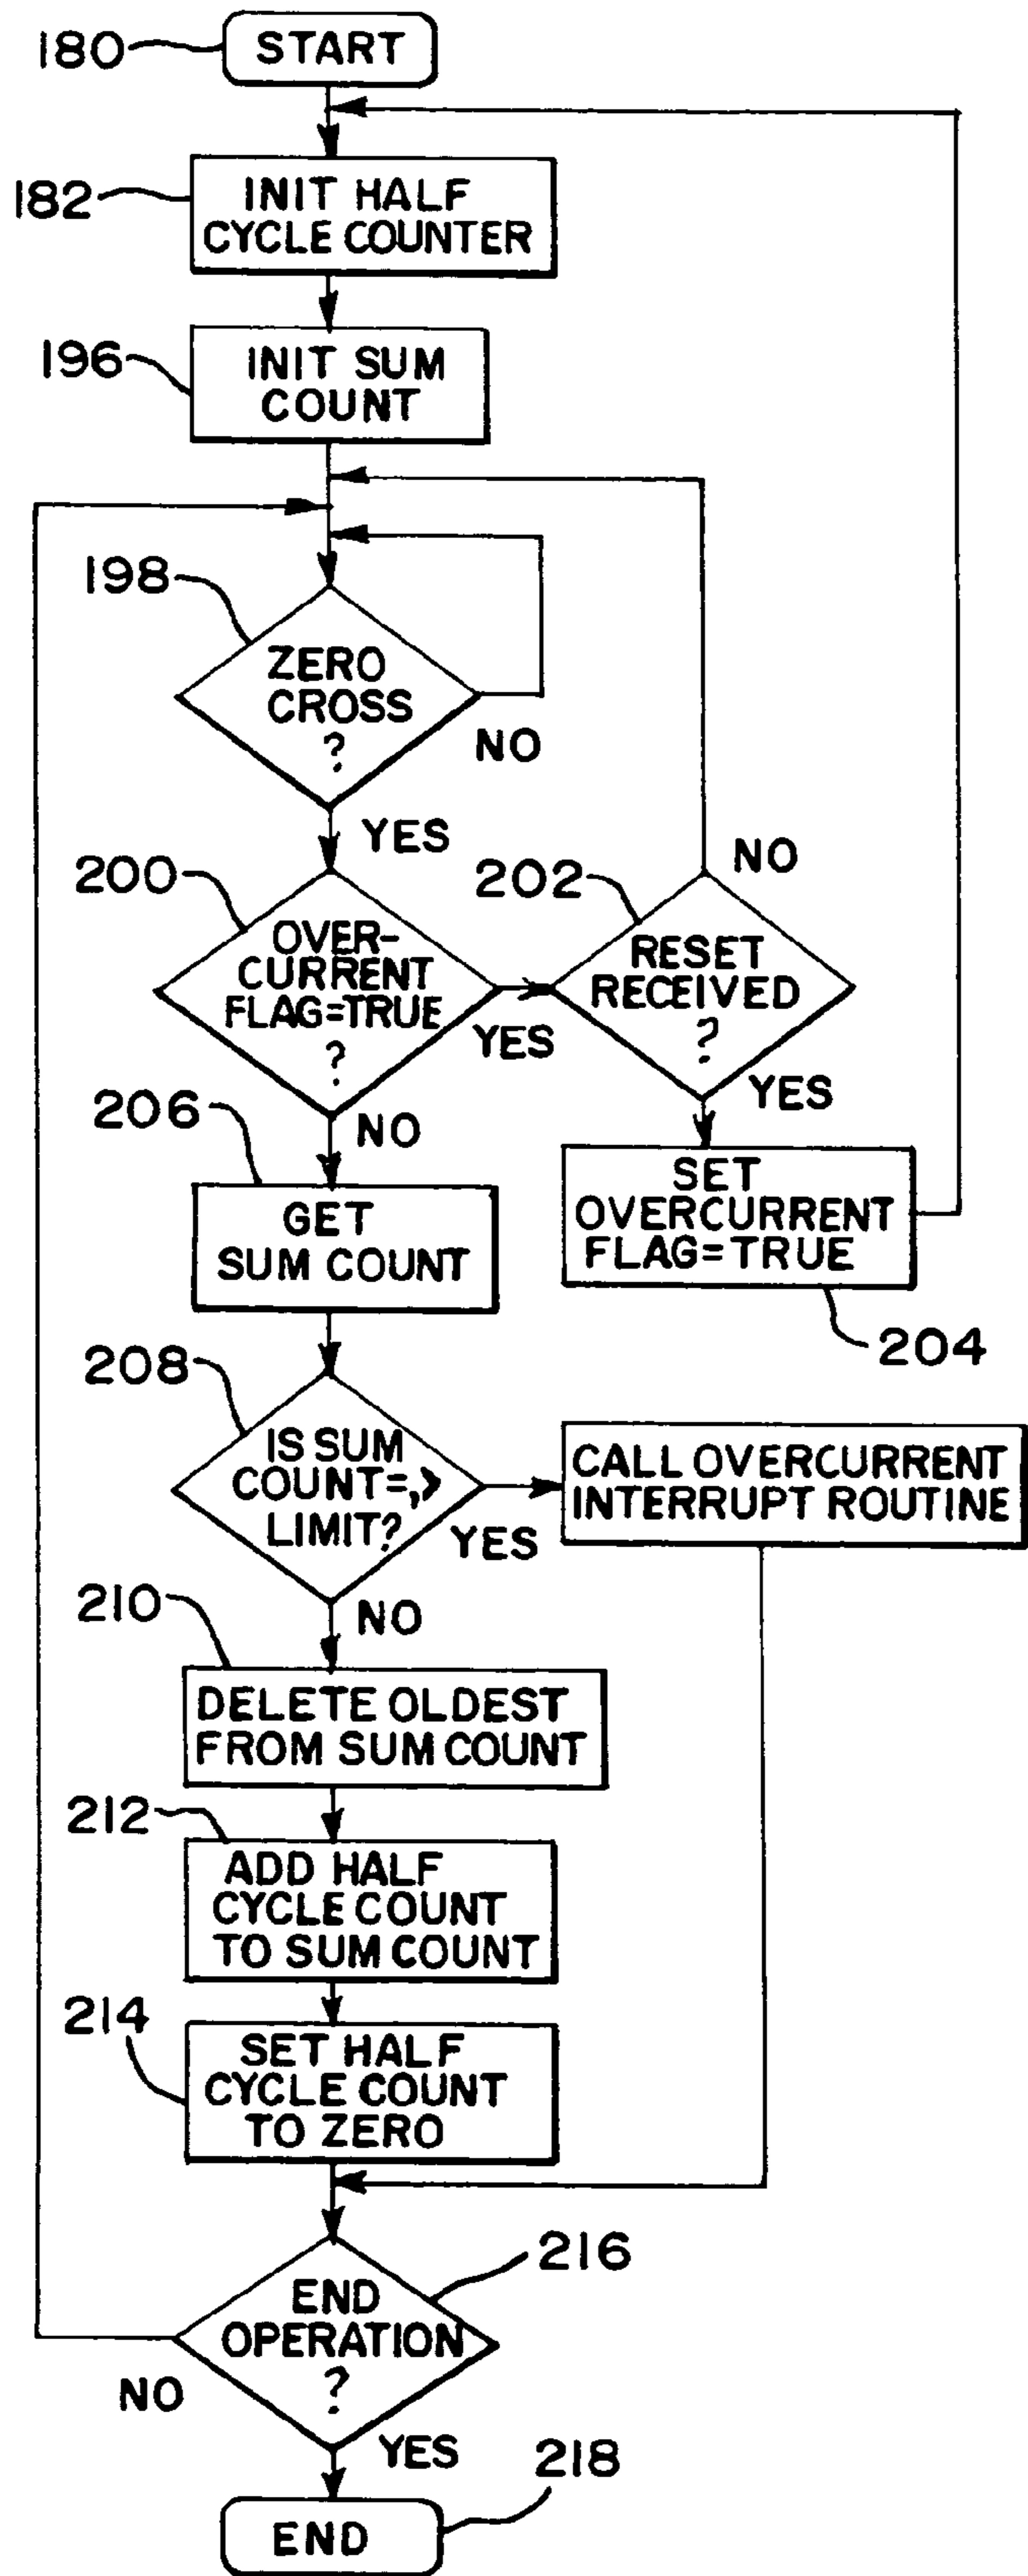 180
START
182
INIT HALF
CYCLE COUNTER
196
INIT SUM
COUNT
198
ZERO
CROSS
?
NO
YES
200
OVER-
CURRENT
FLAG=TRUE
?
YES
NO
202
RESET
RECEIVED
?
NO
YES
SET
OVERCURRENT
FLAG=TRUE
204
206
GET
SUM COUNT
208
IS SUM
COUNT=,>
LIMIT?
YES
NO
CALL OVERCURRENT
INTERRUPT ROUTINE
210
DELETE OLDEST
FROM SUM COUNT
212
ADD HALF
CYCLE COUNT
TO SUM COUNT
214
SET HALF
CYCLE COUNT
TO ZERO
216
END
OPERATION
?
NO
YES
218
END